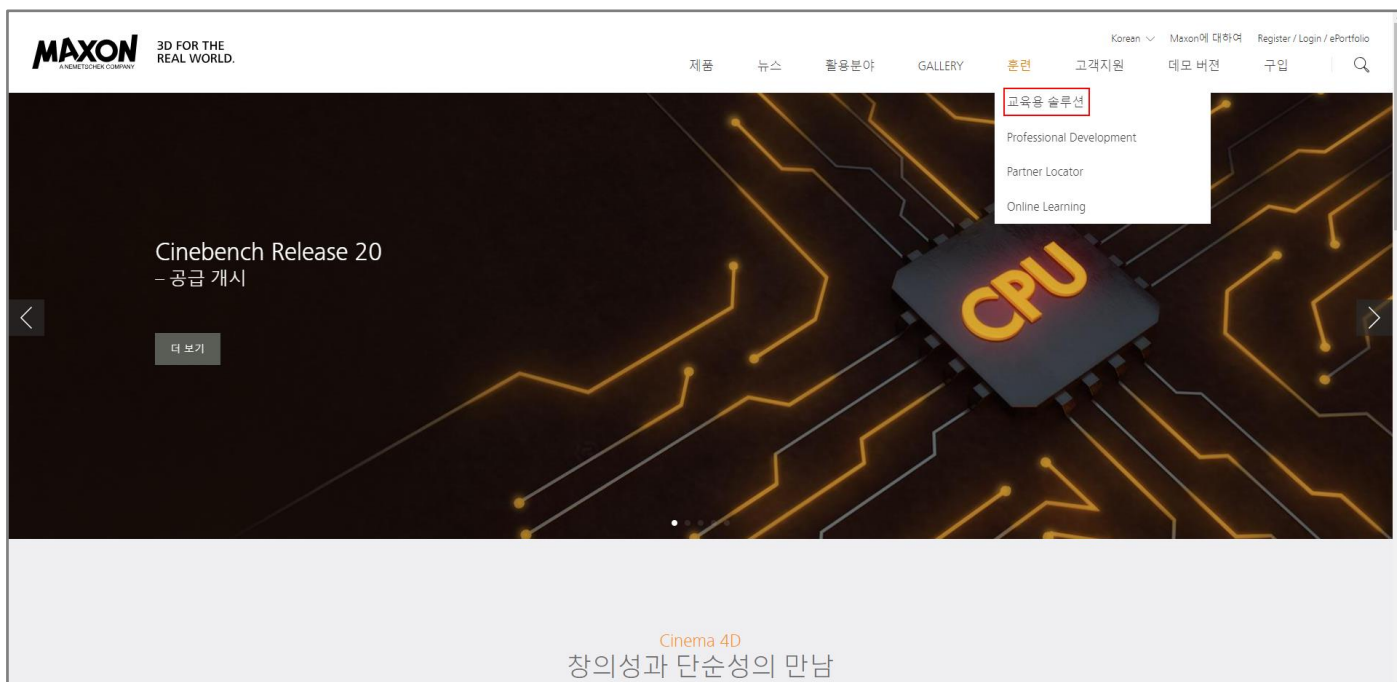 MAXON
A NEMETSCHEK COMPANY
3D FOR THE
REAL WORLD.
Korean
Maxon에 대하여
Register / Login / ePortfolio
제품
뉴스
활용분야
GALLERY
훈련
고객지원
데모 버젼
구입
교육용 솔루션
Professional Development
Partner Locator
Online Learning
Cinebench Release 20
– 공급 개시
더 보기
CPU
Cinema 4D
창의성과 단순성의 만남